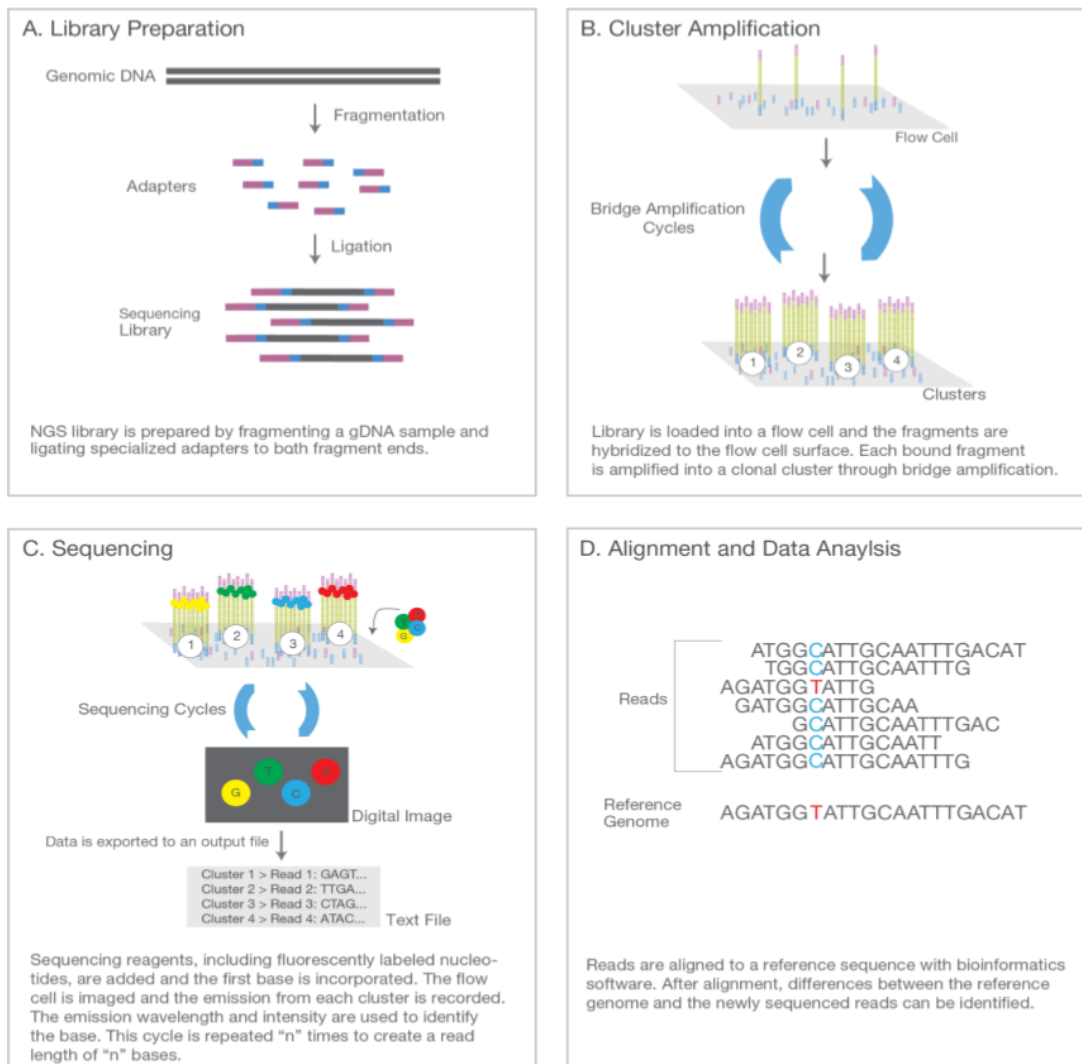 A. Library Preparation
Genomic DNA
Fragmentation
Adapters
Ligation
Sequencing
Library
NGS library is prepared by fragmenting a gDNA sample and
ligating specialized adapters to both fragment ends.
B. Cluster Amplification
Flow Cell
Bridge Amplification
Cycles
1
2
3
4
Clusters
Library is loaded into a flow cell and the fragments are
hybridized to the flow cell surface. Each bound fragment
is amplified into a clonal cluster through bridge amplification.
C. Sequencing
1
2
3
4
T
A
C
G
Sequencing Cycles
G
T
C
A
Digital Image
Data is exported to an output file
Cluster 1 > Read 1: GAGT...
Cluster 2 > Read 2: TTGA...
Cluster 3 > Read 3: CTAG...
Cluster 4 > Read 4: ATAC...
Text File
Sequencing reagents, including fluorescently labeled nucleo-
tides, are added and the first base is incorporated. The flow
cell is imaged and the emission from each cluster is recorded.
The emission wavelength and intensity are used to identify
the base. This cycle is repeated “n” times to create a read
length of “n” bases.
D. Alignment and Data Anaylsis
ATGGCATTGCAATTTGACAT
TGGCATTGCAATTTG
AGATGGTATTG
Reads
GATGGCATTGCAA
GCATTGCAATTTGAC
ATGGCATTGCAATT
AGATGGCATTGCAATTTG
Reference
Genome
AGATGGTATTGCAATTTGACAT
Reads are aligned to a reference sequence with bioinformatics
software. After alignment, differences between the reference
genome and the newly sequenced reads can be identified.